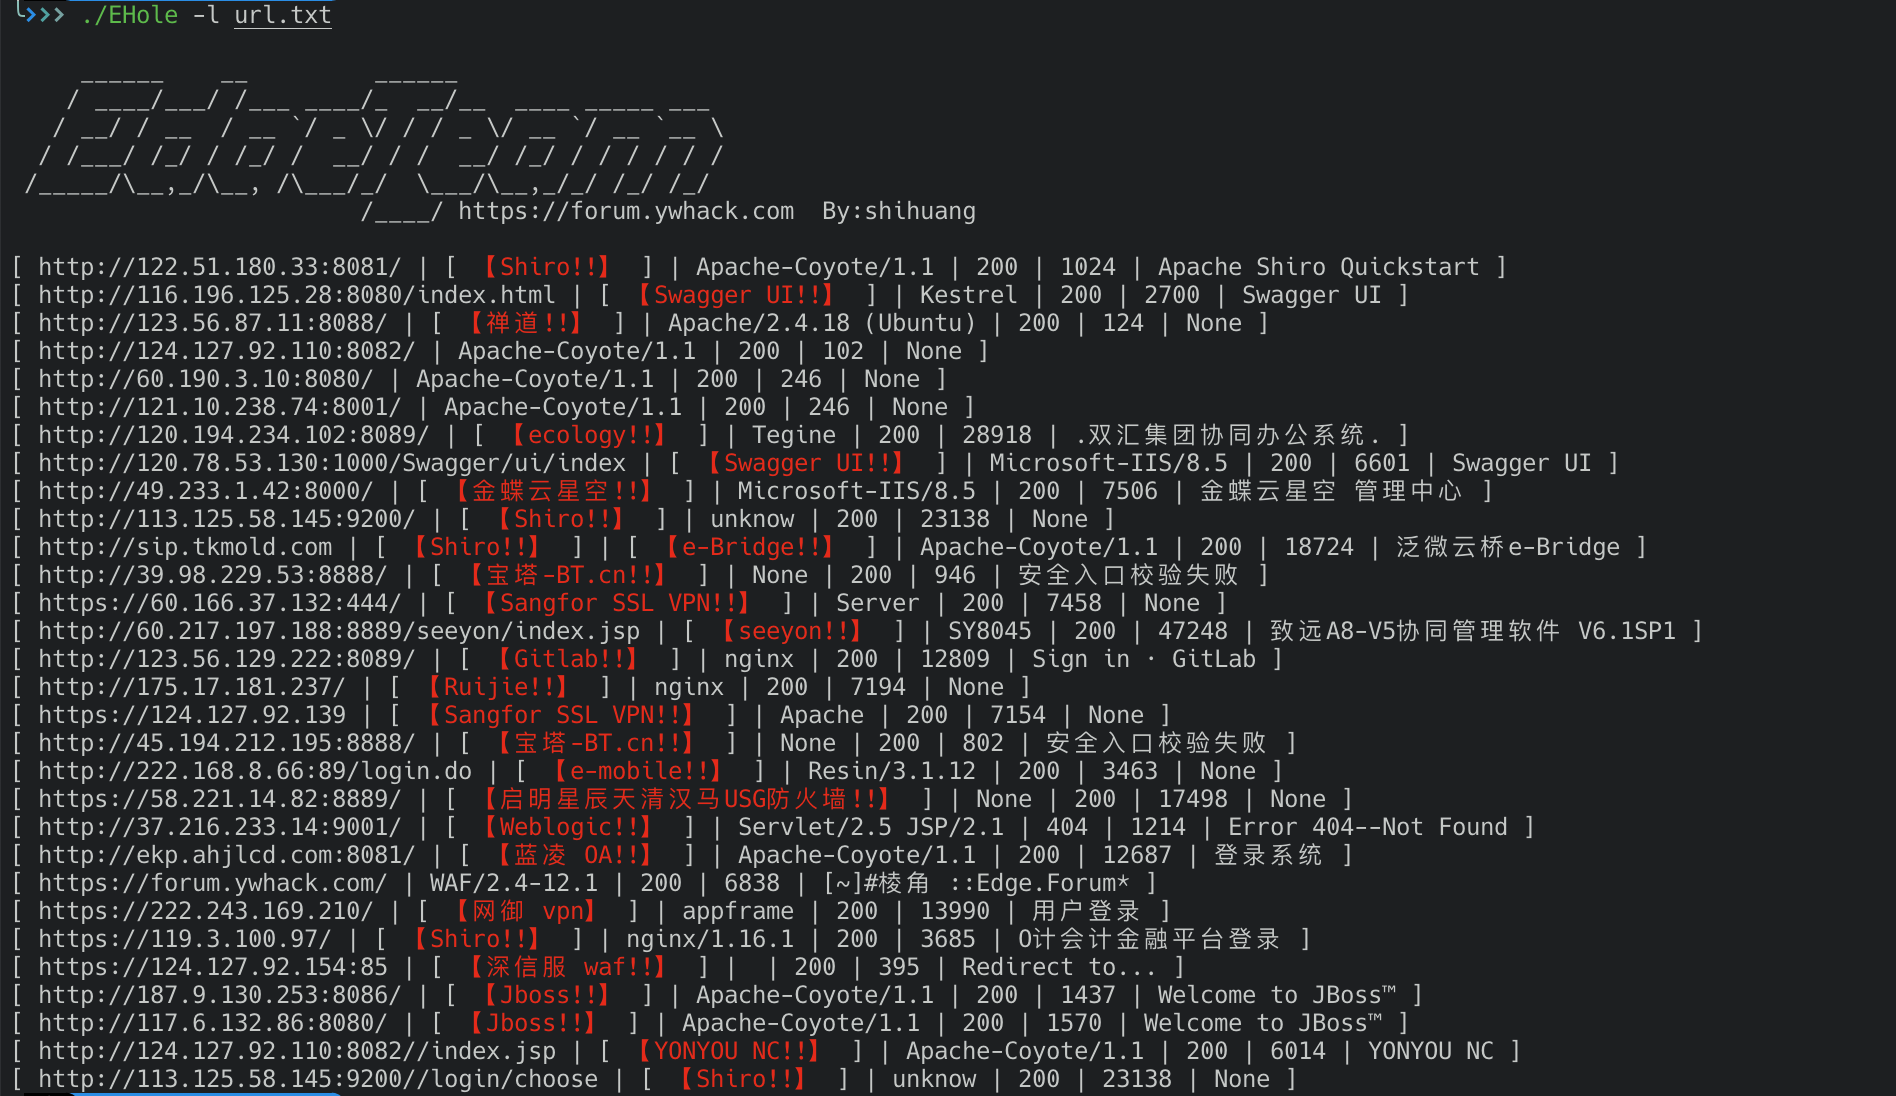 ❯❯❯ ./EHole -l url.txt
    ______    __         ______
   / ____/___/ /___ ____/_  __/__  ____ _____ ___
  / __/ / __  / __ `/ _ \/ / / _ \/ __ `/ __ `__ \
 / /___/ /_/ / /_/ /  __/ / /  __/ /_/ / / / / / /
/_____/\__,_/\__, /\___/_/  \___/\__,_/_/ /_/ /_/
                        /____/ https://forum.ywhack.com  By:shihuang
[ http://122.51.180.33:8081/ | [ 【Shiro!!】 ] | Apache-Coyote/1.1 | 200 | 1024 | Apache Shiro Quickstart ]
[ http://116.196.125.28:8080/index.html | [ 【Swagger UI!!】 ] | Kestrel | 200 | 2700 | Swagger UI ]
[ http://123.56.87.11:8088/ | [ 【禅道!!】 ] | Apache/2.4.18 (Ubuntu) | 200 | 124 | None ]
[ http://124.127.92.110:8082/ | Apache-Coyote/1.1 | 200 | 102 | None ]
[ http://60.190.3.10:8080/ | Apache-Coyote/1.1 | 200 | 246 | None ]
[ http://121.10.238.74:8001/ | Apache-Coyote/1.1 | 200 | 246 | None ]
[ http://120.194.234.102:8089/ | [ 【ecology!!】 ] | Tegine | 200 | 28918 | .双汇集团协同办公系统. ]
[ http://120.78.53.130:1000/Swagger/ui/index | [ 【Swagger UI!!】 ] | Microsoft-IIS/8.5 | 200 | 6601 | Swagger UI ]
[ http://49.233.1.42:8000/ | [ 【金蝶云星空!!】 ] | Microsoft-IIS/8.5 | 200 | 7506 | 金蝶云星空 管理中心 ]
[ http://113.125.58.145:9200/ | [ 【Shiro!!】 ] | unknow | 200 | 23138 | None ]
[ http://sip.tkmold.com | [ 【Shiro!!】 ] | [ 【e-Bridge!!】 ] | Apache-Coyote/1.1 | 200 | 18724 | 泛微云桥e-Bridge ]
[ http://39.98.229.53:8888/ | [ 【宝塔-BT.cn!!】 ] | None | 200 | 946 | 安全入口校验失败 ]
[ https://60.166.37.132:444/ | [ 【Sangfor SSL VPN!!】 ] | Server | 200 | 7458 | None ]
[ http://60.217.197.188:8889/seeyon/index.jsp | [ 【seeyon!!】 ] | SY8045 | 200 | 47248 | 致远A8-V5协同管理软件 V6.1SP1 ]
[ http://123.56.129.222:8089/ | [ 【Gitlab!!】 ] | nginx | 200 | 12809 | Sign in · GitLab ]
[ http://175.17.181.237/ | [ 【Ruijie!!】 ] | nginx | 200 | 7194 | None ]
[ https://124.127.92.139 | [ 【Sangfor SSL VPN!!】 ] | Apache | 200 | 7154 | None ]
[ http://45.194.212.195:8888/ | [ 【宝塔-BT.cn!!】 ] | None | 200 | 802 | 安全入口校验失败 ]
[ http://222.168.8.66:89/login.do | [ 【e-mobile!!】 ] | Resin/3.1.12 | 200 | 3463 | None ]
[ https://58.221.14.82:8889/ | [ 【启明星辰天清汉马USG防火墙!!】 ] | None | 200 | 17498 | None ]
[ http://37.216.233.14:9001/ | [ 【Weblogic!!】 ] | Servlet/2.5 JSP/2.1 | 404 | 1214 | Error 404--Not Found ]
[ http://ekp.ahjlcd.com:8081/ | [ 【蓝凌 OA!!】 ] | Apache-Coyote/1.1 | 200 | 12687 | 登录系统 ]
[ https://forum.ywhack.com/ | WAF/2.4-12.1 | 200 | 6838 | [~]#棱角 ::Edge.Forum* ]
[ https://222.243.169.210/ | [ 【网御 vpn】 ] | appframe | 200 | 13990 | 用户登录 ]
[ https://119.3.100.97/ | [ 【Shiro!!】 ] | nginx/1.16.1 | 200 | 3685 | O计会计金融平台登录 ]
[ https://124.127.92.154:85 | [ 【深信服 waf!!】 ] |  | 200 | 395 | Redirect to... ]
[ http://187.9.130.253:8086/ | [ 【Jboss!!】 ] | Apache-Coyote/1.1 | 200 | 1437 | Welcome to JBoss™ ]
[ http://117.6.132.86:8080/ | [ 【Jboss!!】 ] | Apache-Coyote/1.1 | 200 | 1570 | Welcome to JBoss™ ]
[ http://124.127.92.110:8082//index.jsp | [ 【YONYOU NC!!】 ] | Apache-Coyote/1.1 | 200 | 6014 | YONYOU NC ]
[ http://113.125.58.145:9200//login/choose | [ 【Shiro!!】 ] | unknow | 200 | 23138 | None ]